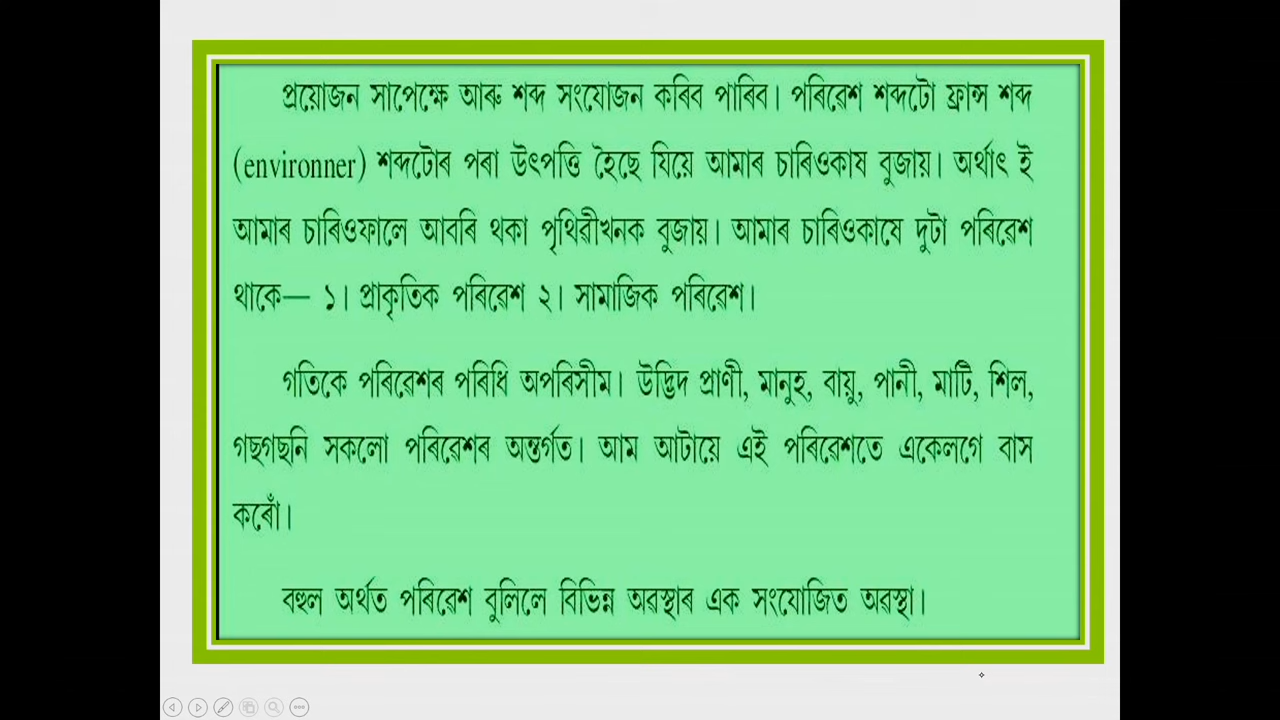 প্ৰয়োজন সাপেক্ষে আৰু শব্দ সংযোজন কৰিব পাৰিব। পৰিৱেশ শব্দটো ফ্ৰান্স শব্দ
(environner) শব্দটোৰ পৰা উৎপত্তি হৈছে যিয়ে আমাৰ চাৰিওকাষ বুজায়। অৰ্থাৎ ই
আমাৰ চাৰিওফালে আবৰি থকা পৃথিৱীখনক বুজায়। আমাৰ চাৰিওকাষে দুটা পৰিৱেশ
থাকে— ১। প্ৰাকৃতিক পৰিৱেশ ২। সামাজিক পৰিৱেশ।
গতিকে পৰিৱেশৰ পৰিধি অপৰিসীম। উদ্ভিদ প্ৰাণী, মানুহ, বায়ু, পানী, মাটি, শিল,
গছগছনি সকলো পৰিৱেশৰ অন্তৰ্গত। আম আটায়ে এই পৰিৱেশতে একেলগে বাস
কৰোঁ।
বহুল অৰ্থত পৰিৱেশ বুলিলে বিভিন্ন অৱস্থাৰ এক সংযোজিত অৱস্থা।